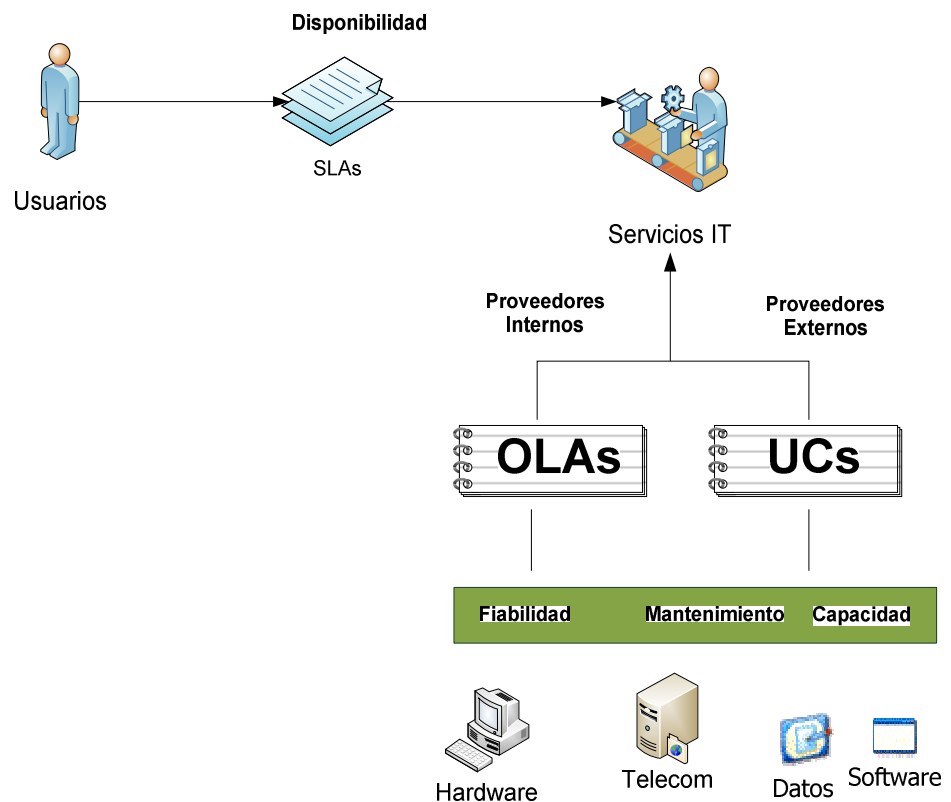 Disponibilidad
SLAs
Usuarios
Servicios IT
Proveedores
Internos
Proveedores
Externos
OLAs
UCs
Fiabilidad
Mantenimiento
Capacidad
Hardware
Telecom
Datos
Software